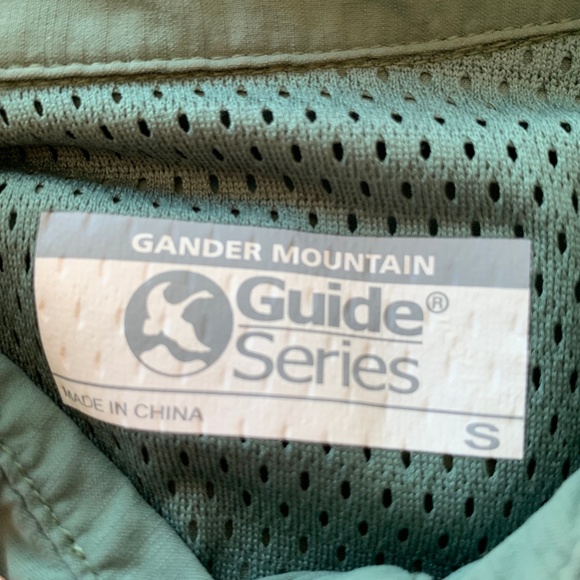 GANDER MOUNTAIN
Guide®
Series
MADE IN CHINA
S